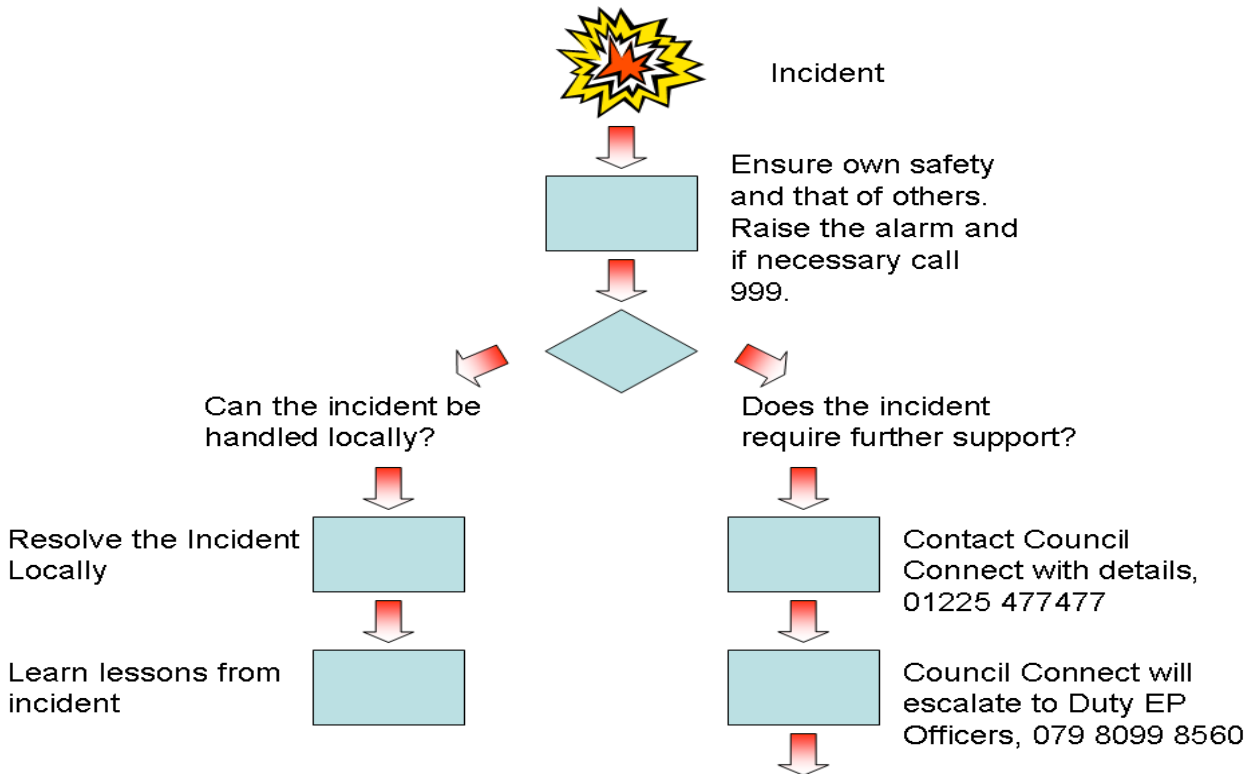 Incident
Ensure own safety
and that of others.
Raise the alarm and
if necessary call
999.
Can the incident be
handled locally?
Does the incident
require further support?
Resolve the Incident
Locally
Contact Council
Connect with details,
01225 477477
Learn lessons from
incident
Council Connect will
escalate to Duty EP
Officers, 079 8099 8560